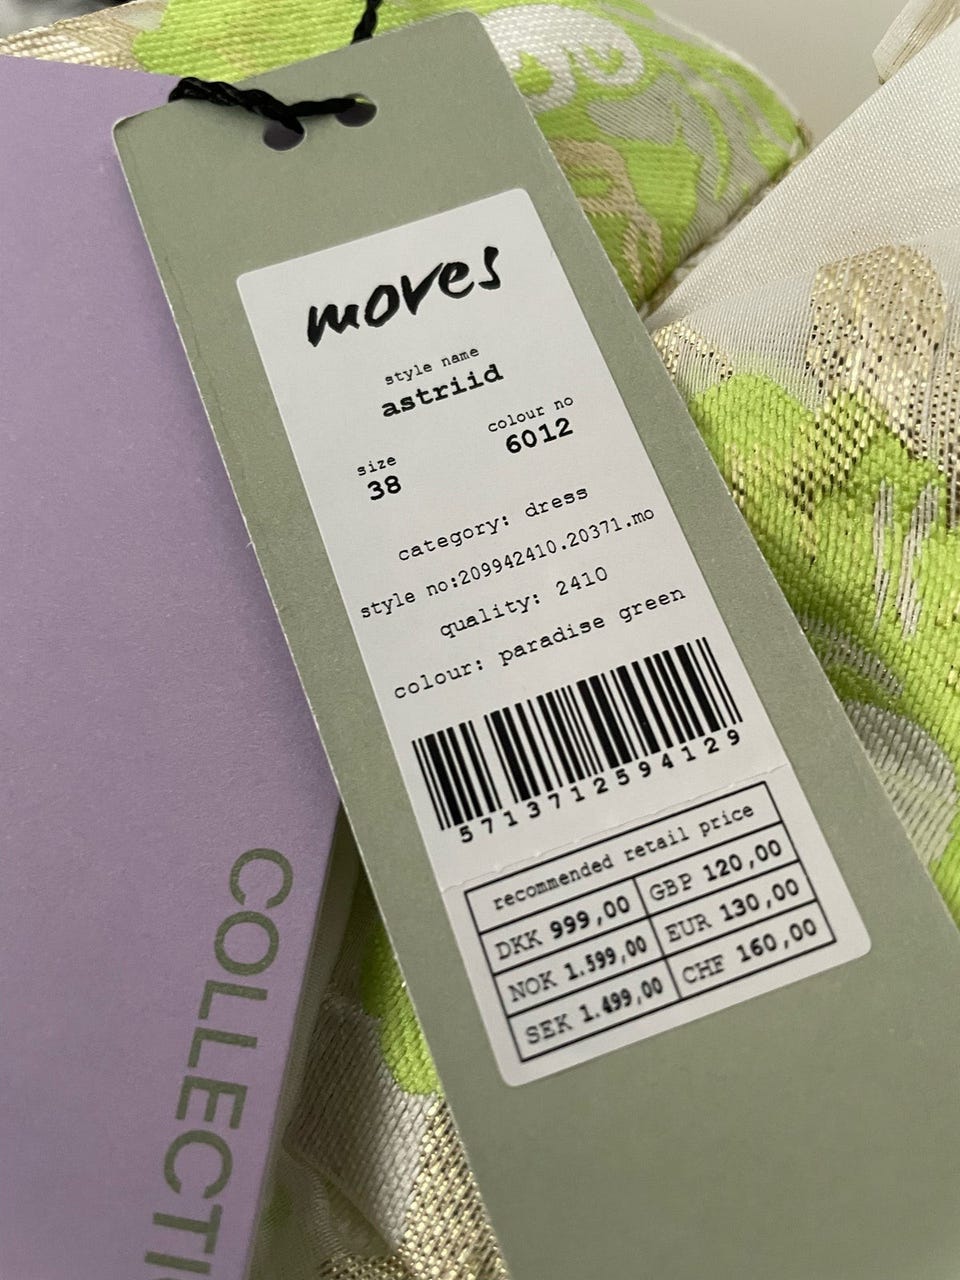 moves
style name
astriid
size
38
colour no
6012
category: dress
style no:209942410.20371.mo
quality: 2410
colour: paradise green
5713712594129
recommended retail price
DKK 999,00 GBP 120,00
NOK 1.599,00 EUR 130,00
SEK 1.499,00 CHF 160,00
COLLECTI